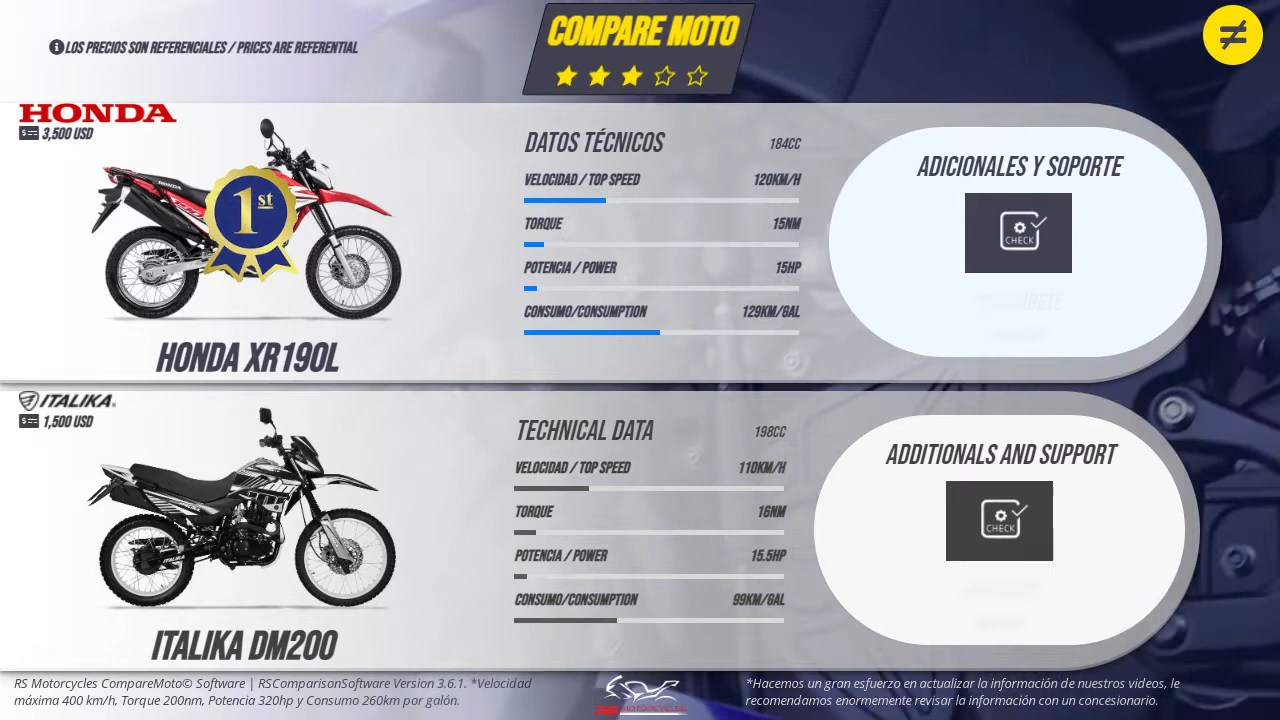 LOS PRECIOS SON REFERENCIALES / PRICES ARE REFERENTIAL
COMPARE MOTO
HONDA
3,500 USD
HONDA
1st
HONDA XR190L
DATOS TÉCNICOS 184CC
VELOCIDAD / TOP SPEED 120KM/H
TORQUE 15NM
POTENCIA / POWER 15HP
CONSUMO/CONSUMPTION 129KM/GAL
ADICIONALES Y SOPORTE
CHECK
ITALIKA
1,500 USD
ITALIKA
ITALIKA DM200
TECHNICAL DATA 198CC
VELOCIDAD / TOP SPEED 110KM/H
TORQUE 16NM
POTENCIA / POWER 15.5HP
CONSUMO/CONSUMPTION 99KM/GAL
ADDITIONALS AND SUPPORT
CHECK
RS Motorcycles CompareMoto© Software | RSComparisonSoftware Version 3.6.1. *Velocidad
máxima 400 km/h, Torque 200nm, Potencia 320hp y Consumo 260km por galón.
RS MOTORCYCLES
*Hacemos un gran esfuerzo en actualizar la información de nuestros videos, le
recomendamos enormemente revisar la información con un concesionario.